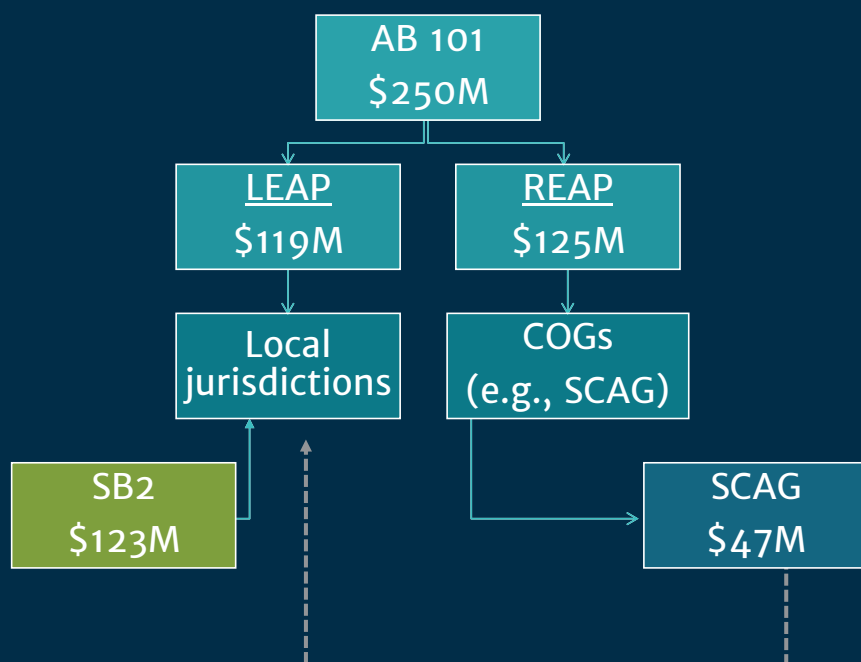 AB 101
$250M
LEAP
$119M
REAP
$125M
Local
jurisdictions
COGs
(e.g., SCAG)
SB2
$123M
SCAG
$47M